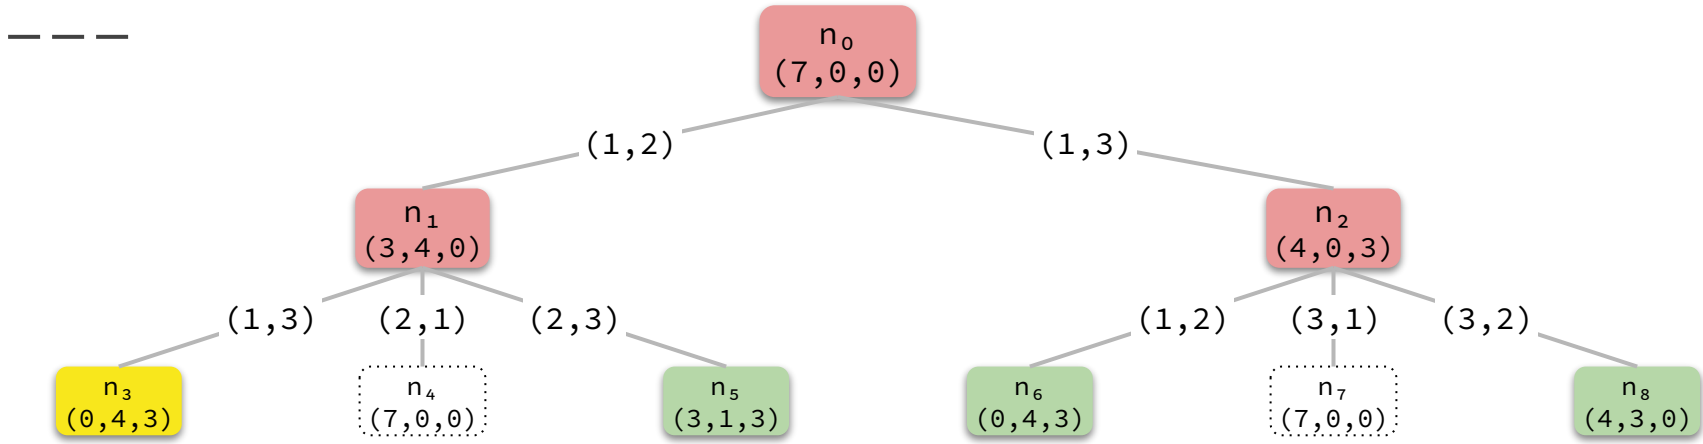 n₀
(7,0,0)
(1,2)
(1,3)
n₁
(3,4,0)
n₂
(4,0,3)
(1,3)
(2,1)
(2,3)
(1,2)
(3,1)
(3,2)
n₃
(0,4,3)
n₄
(7,0,0)
n₅
(3,1,3)
n₆
(0,4,3)
n₇
(7,0,0)
n₈
(4,3,0)